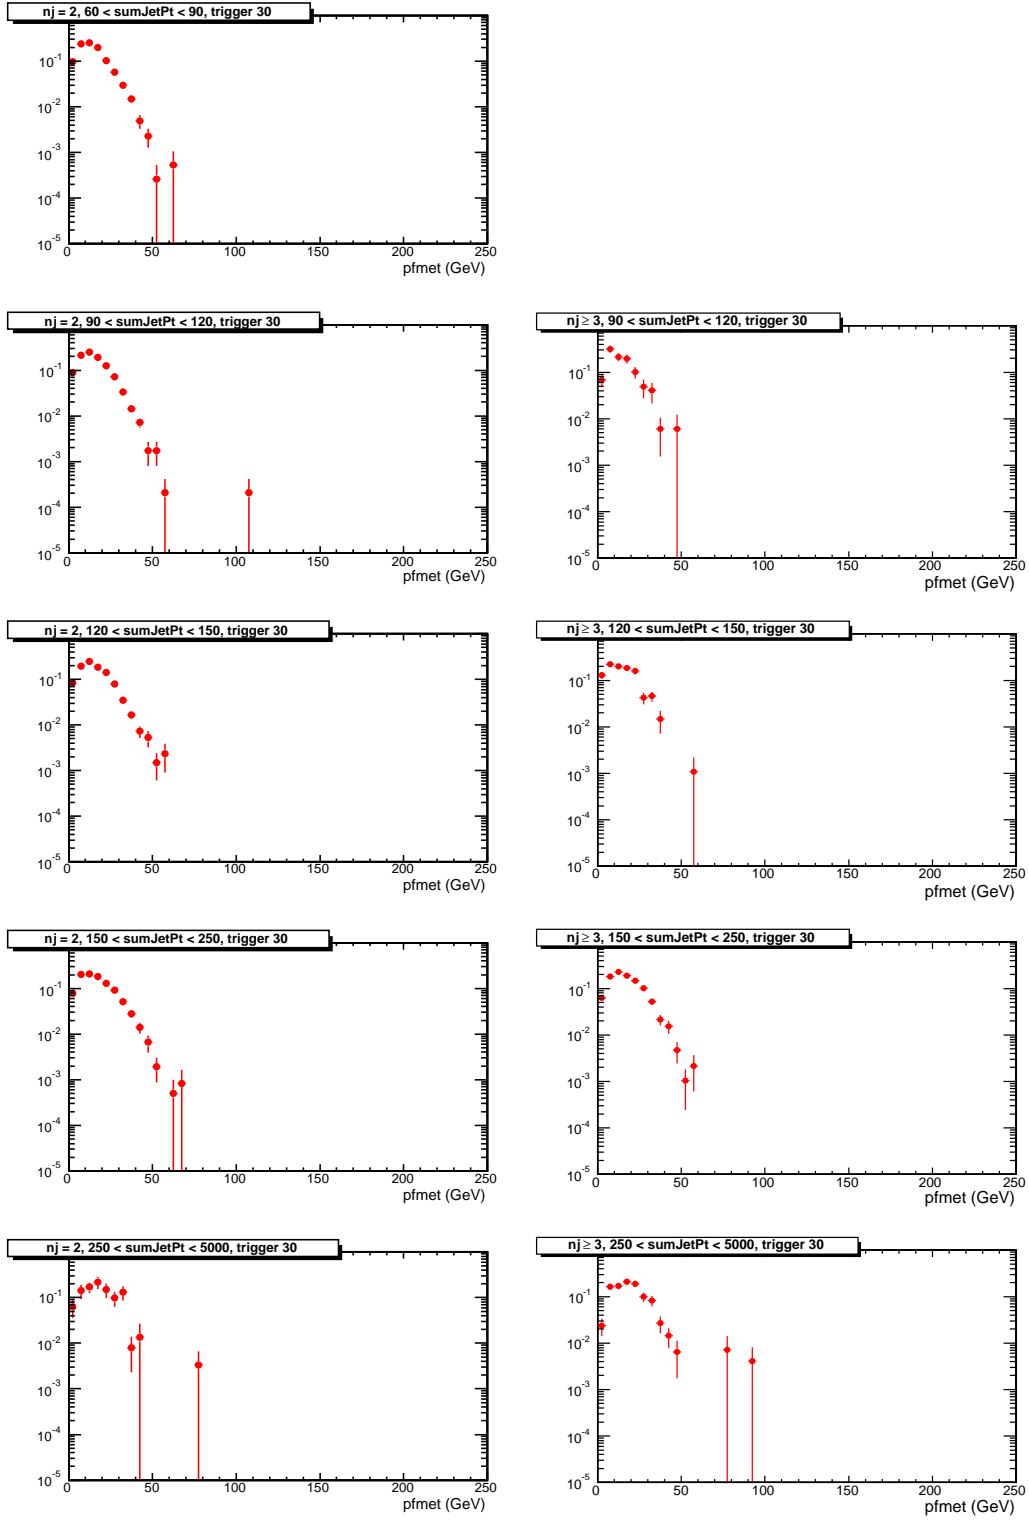 nj = 2, 60 < sumJetPt < 90, trigger 30
10^-1
10^-2
10^-3
10^-4
10^-5
0 50 100 150 200 250
pfmet (GeV)
nj = 2, 90 < sumJetPt < 120, trigger 30
10^-1
10^-2
10^-3
10^-4
10^-5
0 50 100 150 200 250
pfmet (GeV)
nj ≥ 3, 90 < sumJetPt < 120, trigger 30
10^-1
10^-2
10^-3
10^-4
10^-5
0 50 100 150 200 250
pfmet (GeV)
nj = 2, 120 < sumJetPt < 150, trigger 30
10^-1
10^-2
10^-3
10^-4
10^-5
0 50 100 150 200 250
pfmet (GeV)
nj ≥ 3, 120 < sumJetPt < 150, trigger 30
10^-1
10^-2
10^-3
10^-4
10^-5
0 50 100 150 200 250
pfmet (GeV)
nj = 2, 150 < sumJetPt < 250, trigger 30
10^-1
10^-2
10^-3
10^-4
10^-5
0 50 100 150 200 250
pfmet (GeV)
nj ≥ 3, 150 < sumJetPt < 250, trigger 30
10^-1
10^-2
10^-3
10^-4
10^-5
0 50 100 150 200 250
pfmet (GeV)
nj = 2, 250 < sumJetPt < 5000, trigger 30
10^-1
10^-2
10^-3
10^-4
10^-5
0 50 100 150 200 250
pfmet (GeV)
nj ≥ 3, 250 < sumJetPt < 5000, trigger 30
10^-1
10^-2
10^-3
10^-4
10^-5
0 50 100 150 200 250
pfmet (GeV)